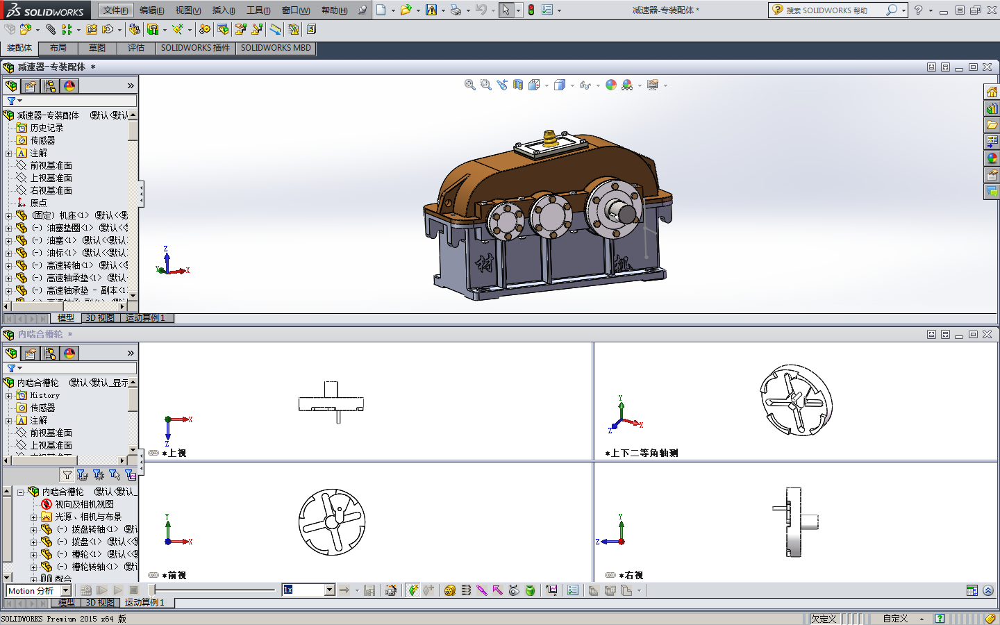 SOLIDWORKS 文件(F) 编辑(E) 视图(V) 插入(I) 工具(T) 窗口(W) 帮助(H) 减速器-专装配体 * 搜索 SOLIDWORKS 帮助
装配体 布局 草图 评估 SOLIDWORKS 插件 SOLIDWORKS MBD
减速器-专装配体 *
减速器-专装配体 (默认<默认
历史记录
传感器
注解
前视基准面
上视基准面
右视基准面
原点
(固定) 机座<1> (默认<<默
(-) 油塞垫圈<1> (默认<<
(-) 油塞<1> (默认<<默认
(-) 油标<1> (默认<<默认
(-) 高速转轴<1> (默认<<
(-) 高速轴承垫<1> (默认
(-) 高速轴承垫 - 副本<1
材 机
Z
Y
X
模型 3D 视图 运动算例 1
内啮合槽轮 *
内啮合槽轮 (默认<默认_显示
History
传感器
注解
前视基准面
上视基准面
X
Z
*上视
Y
X
Z
*上下二等角轴测
内啮合槽轮 (默认<默认_
视向及相机视图
光源、相机与布景
(-) 拨盘转轴<1> (默认
(-) 拨盘<1> (默认<<默
(-) 槽轮<1> (默认<<默
(-) 槽轮转轴<1> (默认
配合
Y
X
*前视
Y
Z
*右视
Motion 分析 1x
模型 3D 视图 运动算例 1
SOLIDWORKS Premium 2015 x64 版 欠定义 自定义